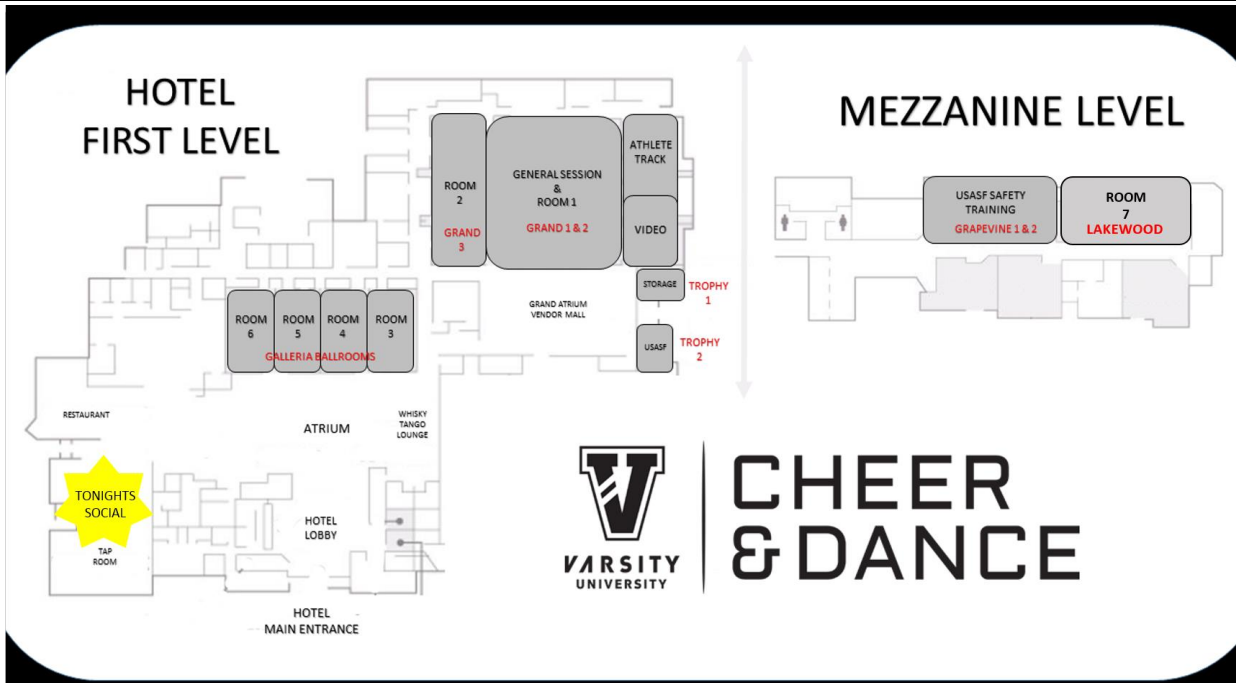 HOTEL
FIRST LEVEL
MEZZANINE LEVEL
ROOM
2
GRAND
3
GENERAL SESSION
&
ROOM 1
GRAND 1 & 2
ATHLETE
TRACK
VIDEO
STORAGE
TROPHY
1
USASF
TROPHY
2
GRAND ATRIUM
VENDOR MALL
USASF SAFETY
TRAINING
GRAPEVINE 1 & 2
ROOM
7
LAKEWOOD
ROOM
6
ROOM
5
ROOM
4
ROOM
3
GALLERIA BALLROOMS
RESTAURANT
ATRIUM
WHISKY
TANGO
LOUNGE
TONIGHTS
SOCIAL
TAP
ROOM
HOTEL
LOBBY
HOTEL
MAIN ENTRANCE
V
VARSITY
UNIVERSITY
CHEER
& DANCE